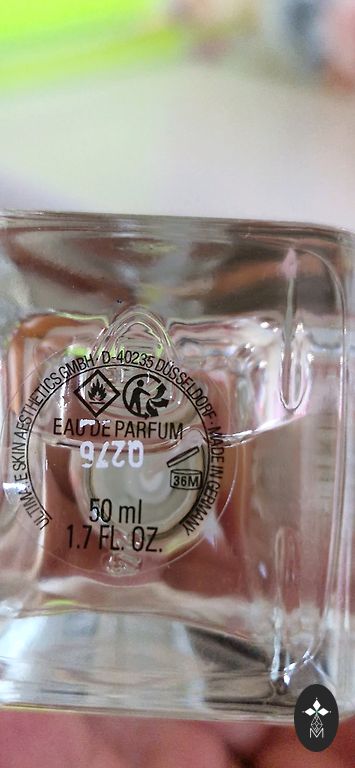 ULTIMATE SKIN AESTHETICS GMBH / D-40235 DÜSSELDORF · MADE IN GERMANY
EAU DE PARFUM
0276
36M
50 ml
1.7 FL. OZ.
M